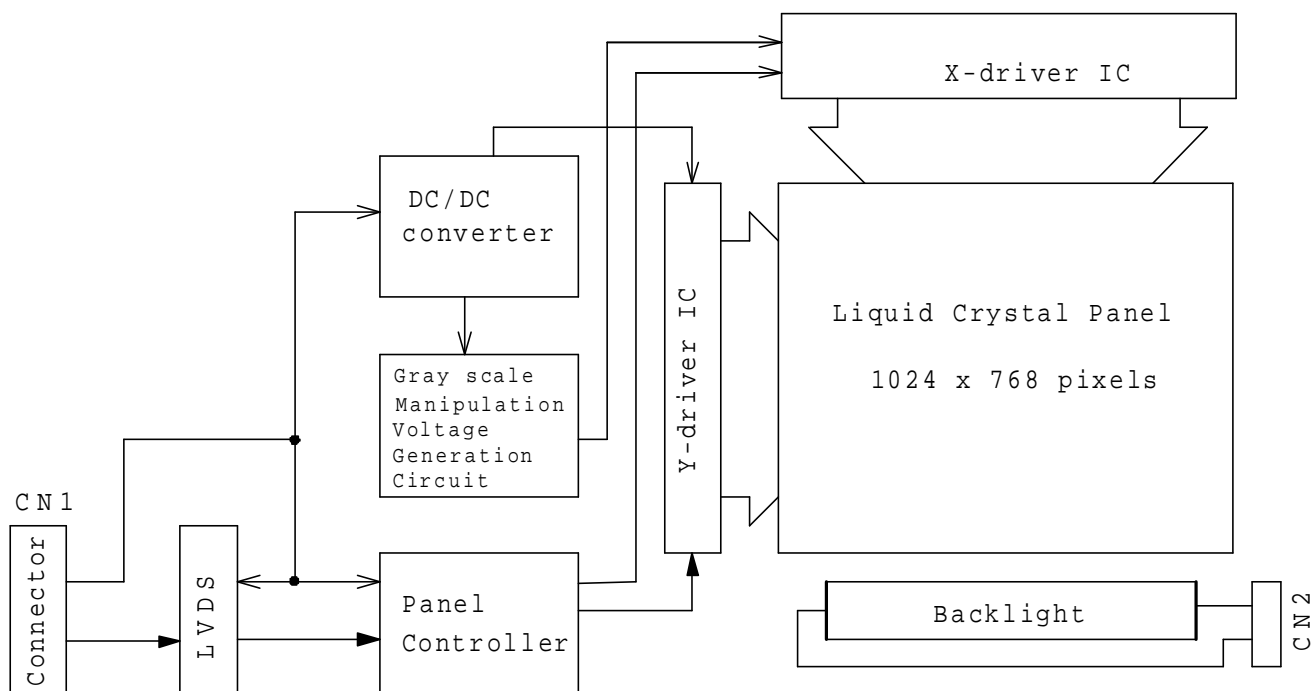 X-driver IC
DC/DC
converter
Y-driver IC
Liquid Crystal Panel
1024 x 768 pixels
Gray scale
Manipulation
Voltage
Generation
Circuit
CN1
Connector
LVDS
Panel
Controller
Backlight
CN2